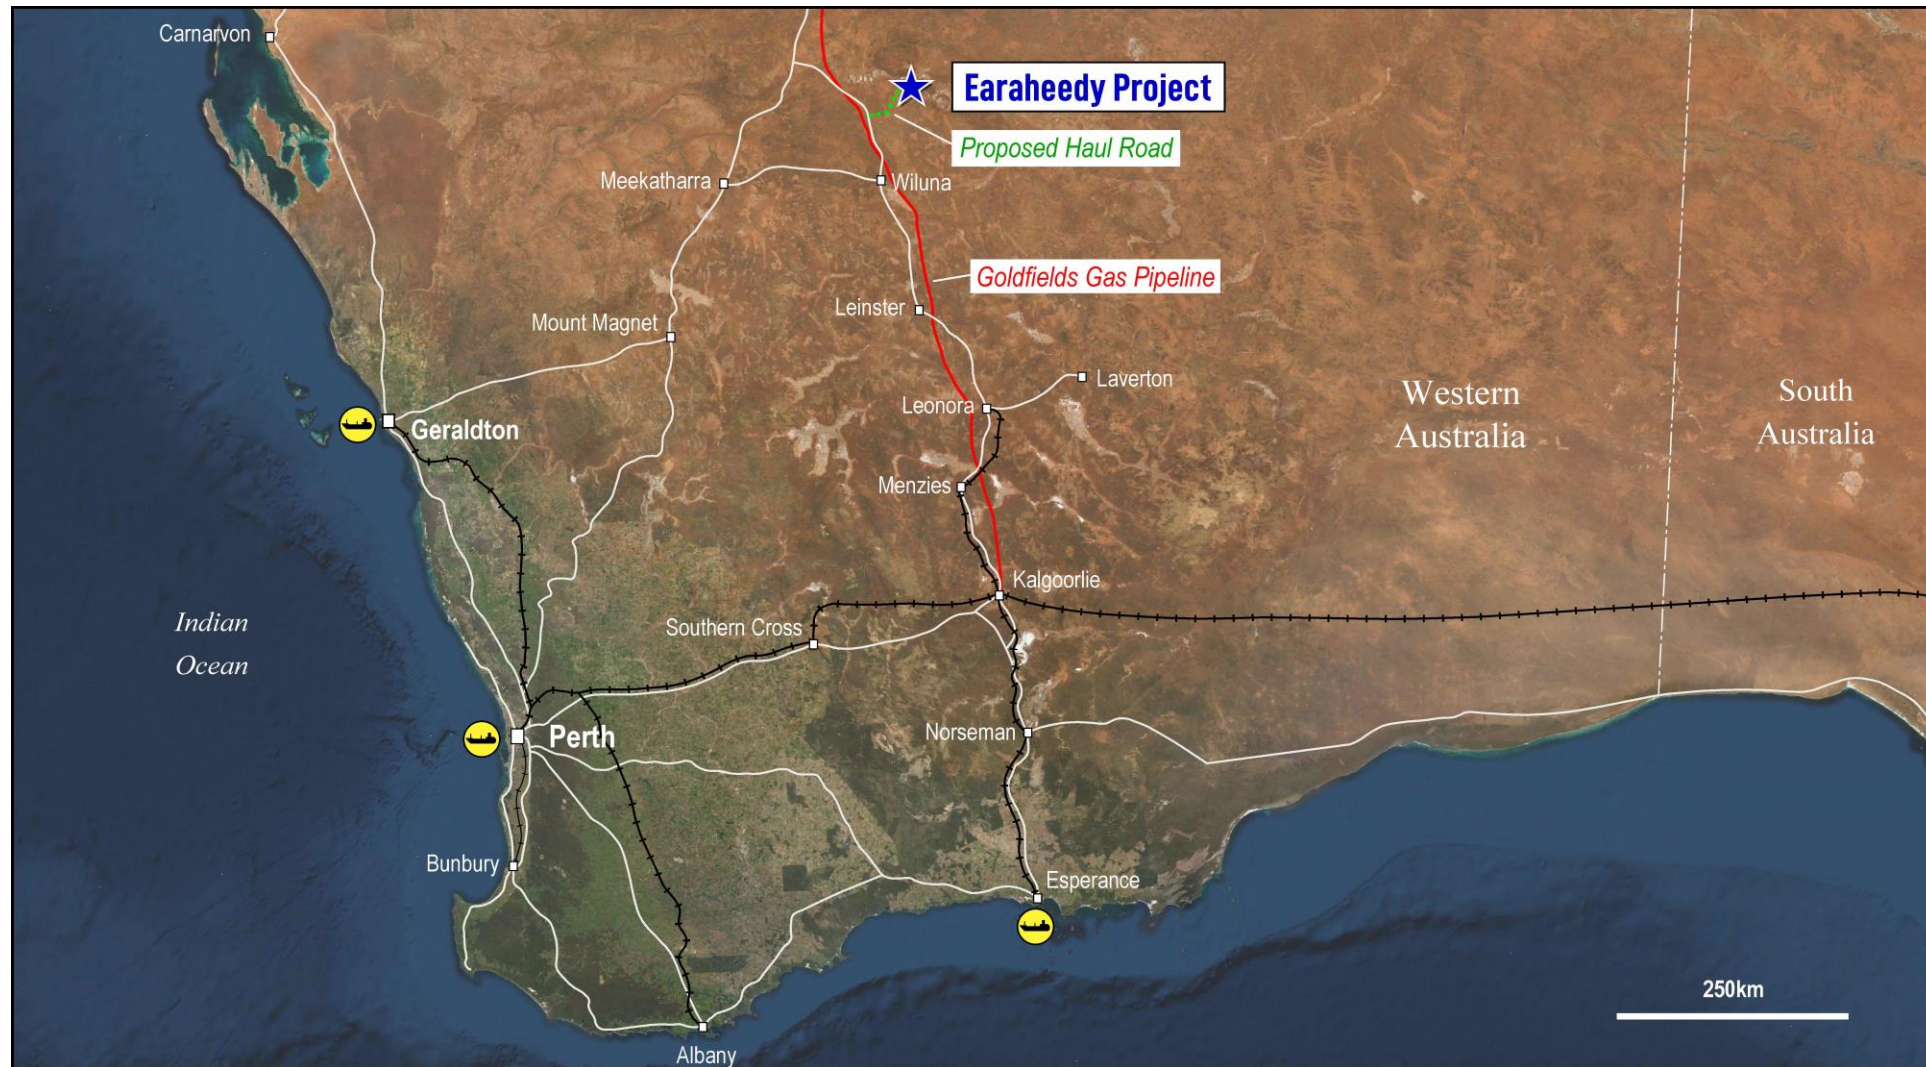 Carnarvon
Earaheedy Project
Proposed Haul Road
Meekatharra
Wiluna
Goldfields Gas Pipeline
Leinster
Mount Magnet
Laverton
Leonora
Western
Australia
South
Australia
Geraldton
Menzies
Kalgoorlie
Southern Cross
Indian
Ocean
Norseman
Perth
Bunbury
Esperance
250km
Albany